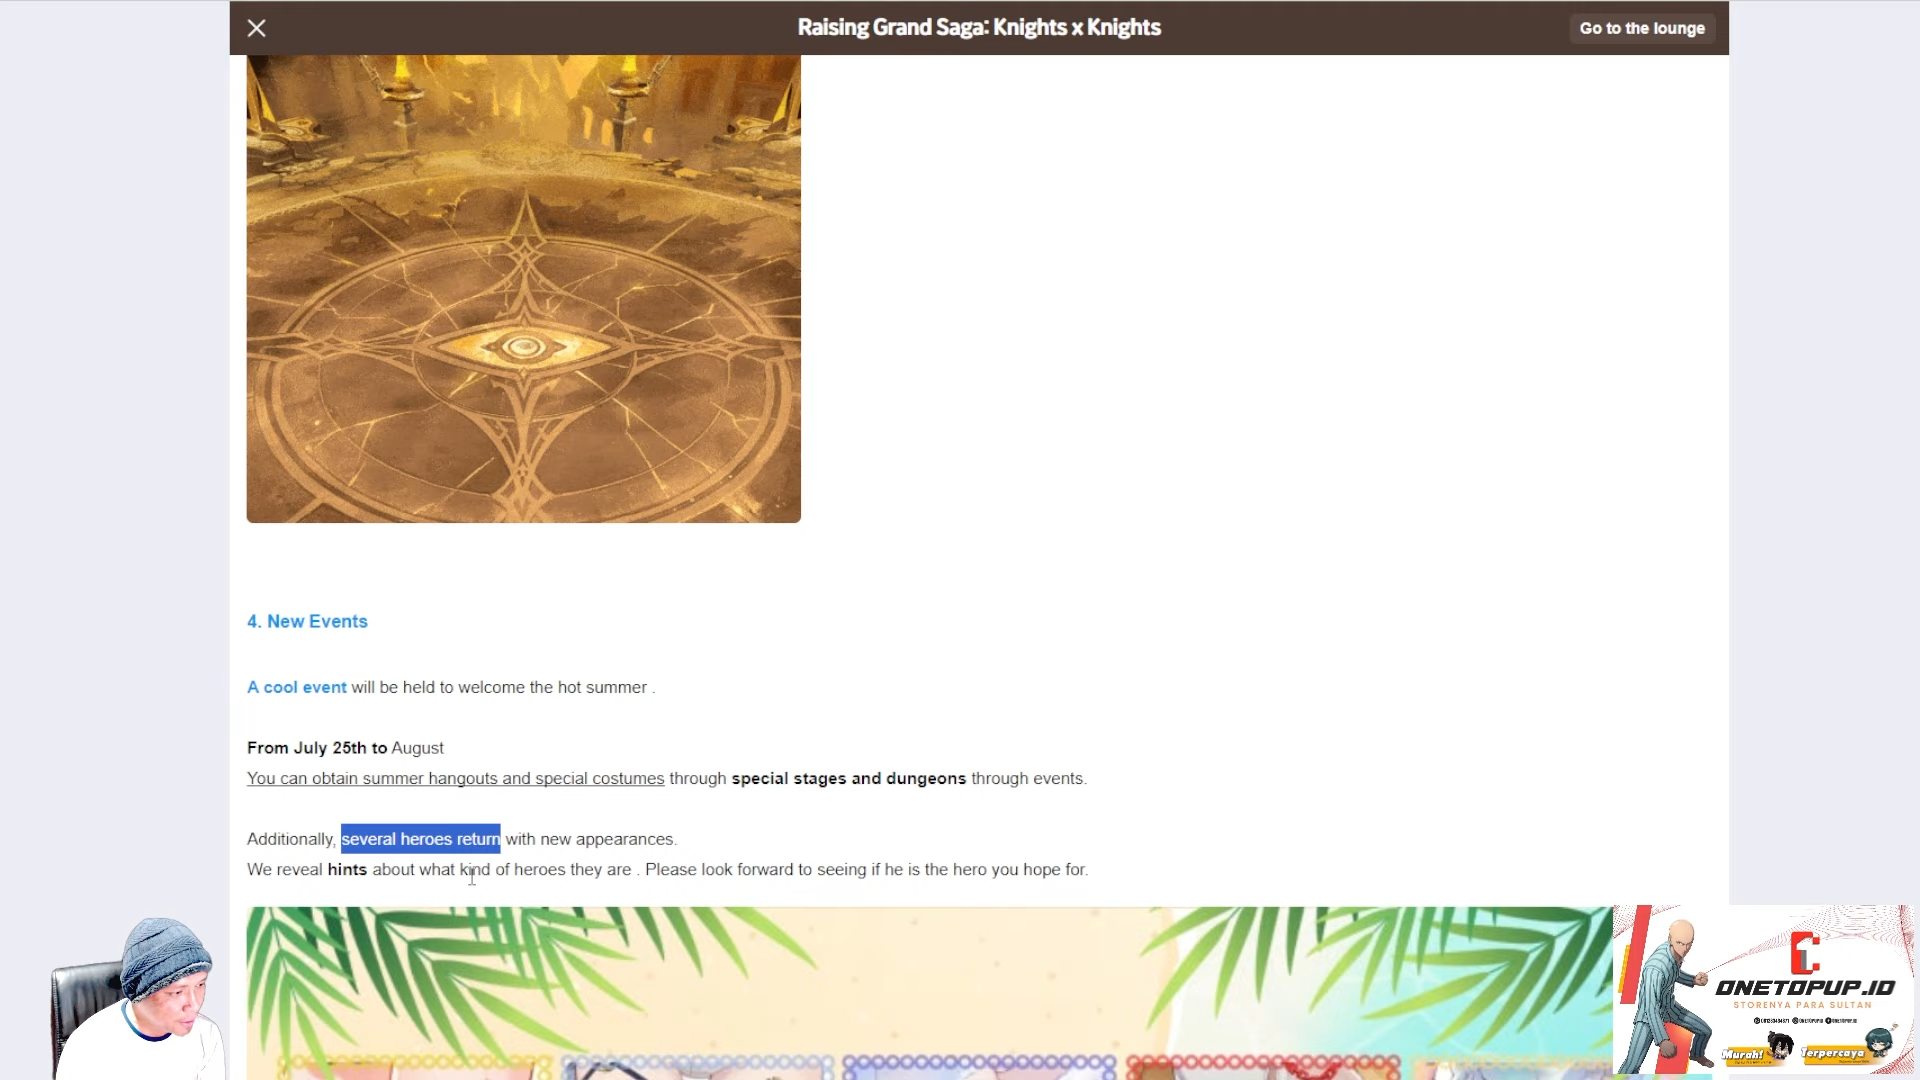 Raising Grand Saga: Knights x Knights
Go to the lounge
4. New Events
A cool event will be held to welcome the hot summer .
From July 25th to August
You can obtain summer hangouts and special costumes through special stages and dungeons through events.
Additionally, several heroes return with new appearances.
We reveal hints about what kind of heroes they are . Please look forward to seeing if he is the hero you hope for.
ONETOPUP.ID
STORENYA PARA SULTAN
Murah!
Terpercaya